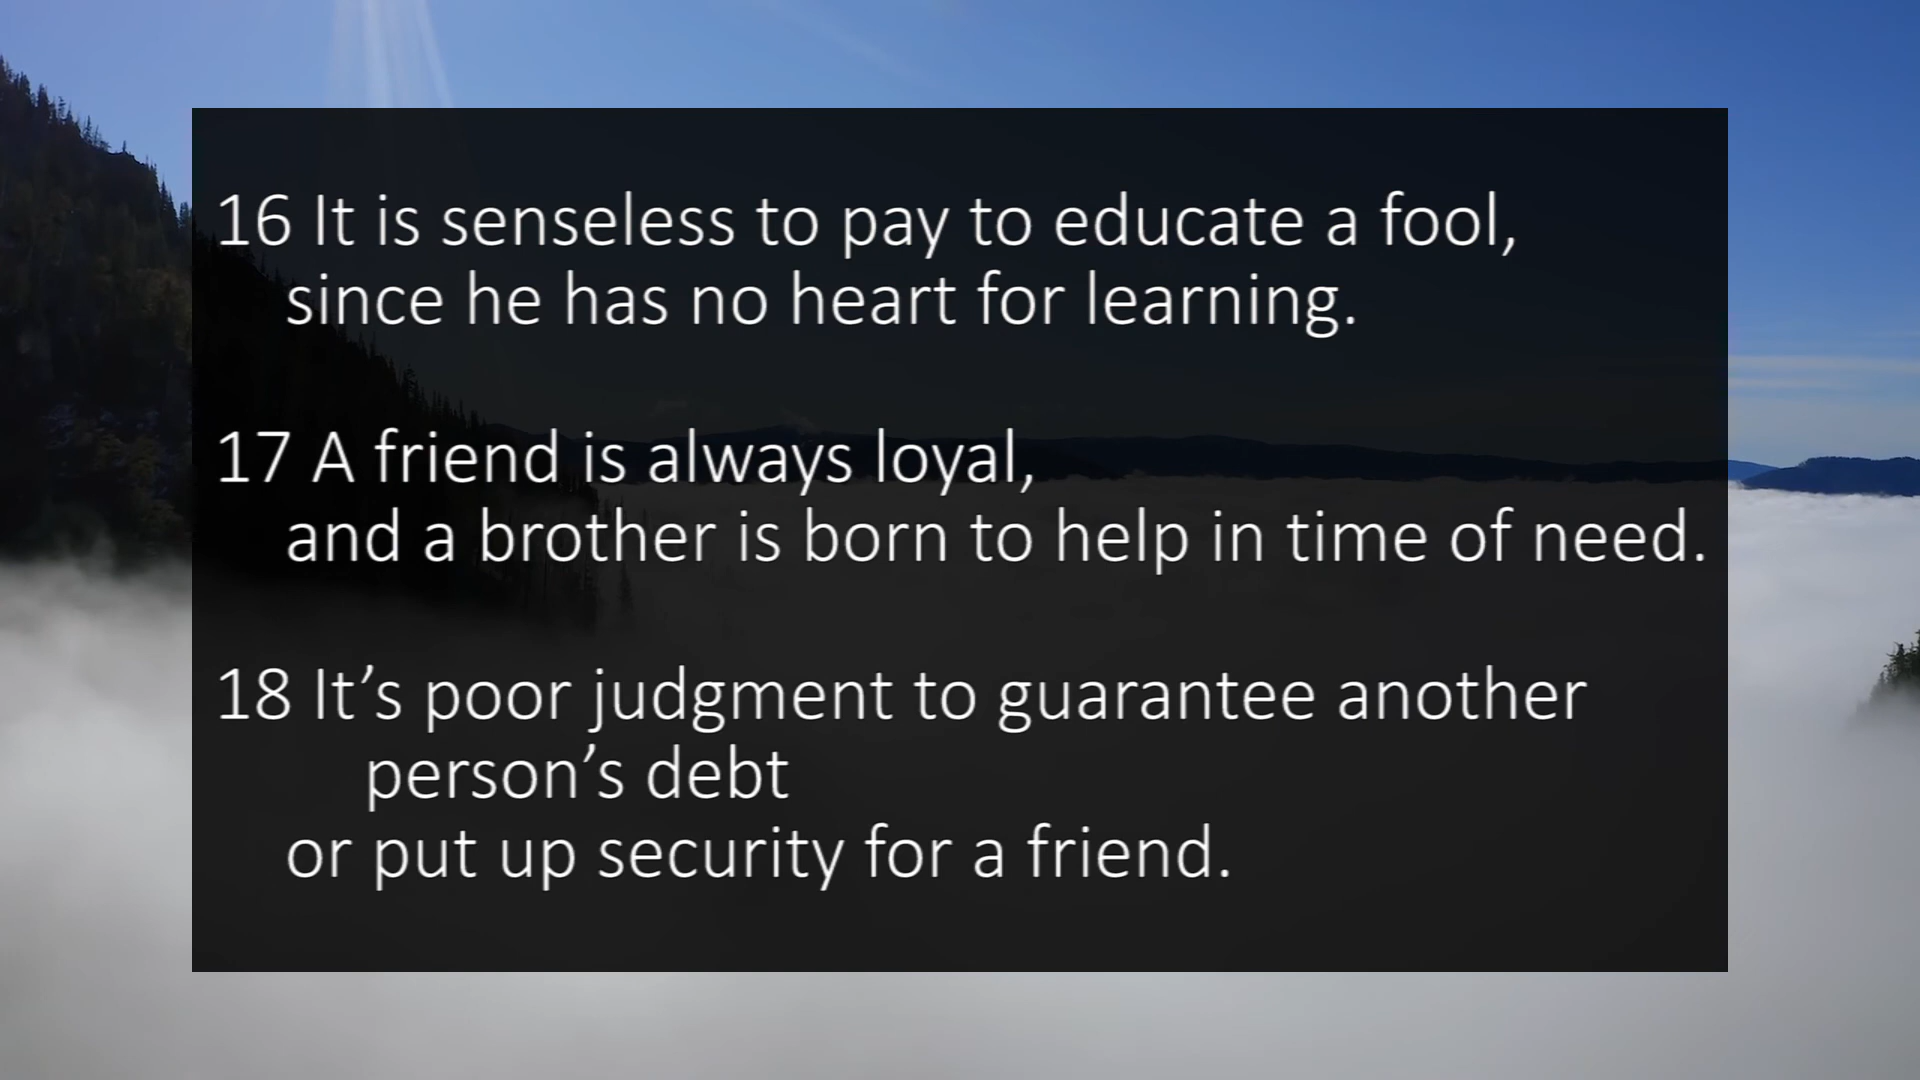 16 It is senseless to pay to educate a fool,
since he has no heart for learning.
17 A friend is always loyal,
and a brother is born to help in time of need.
18 It’s poor judgment to guarantee another
person’s debt
or put up security for a friend.